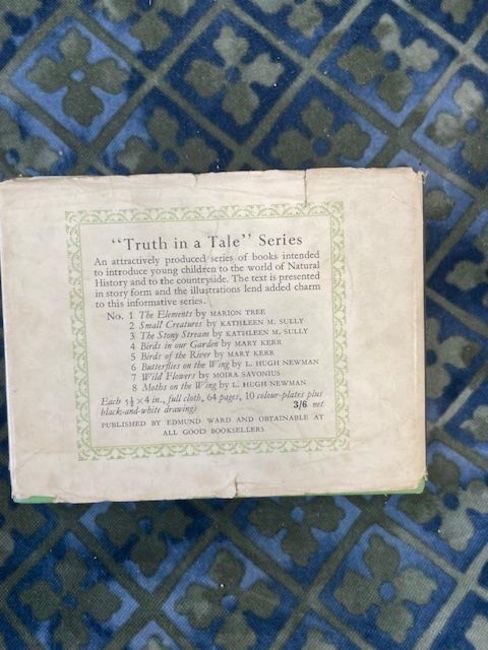 "Truth in a Tale" Series
An attractively produced series of books intended
to introduce young children to the world of Natural
History and to the countryside. The text is presented
in story form and the illustrations lend added charm
to this informative series.
No. 1 The Elements by MARION TREE
2 Small Creatures by KATHLEEN M. SULLY
3 The Stony Stream by KATHLEEN M. SULLY
4 Birds in our Garden by MARY KERR
5 Birds of the River by MARY KERR
6 Butterflies on the Wing by L. HUGH NEWMAN
7 Wild Flowers by MOIRA SAVONIUS
8 Moths on the Wing by L. HUGH NEWMAN
Each 5½ × 4 in., full cloth, 64 pages, 10 colour-plates plus
black-and-white drawings 3/6 net
PUBLISHED BY EDMUND WARD AND OBTAINABLE AT
ALL GOOD BOOKSELLERS